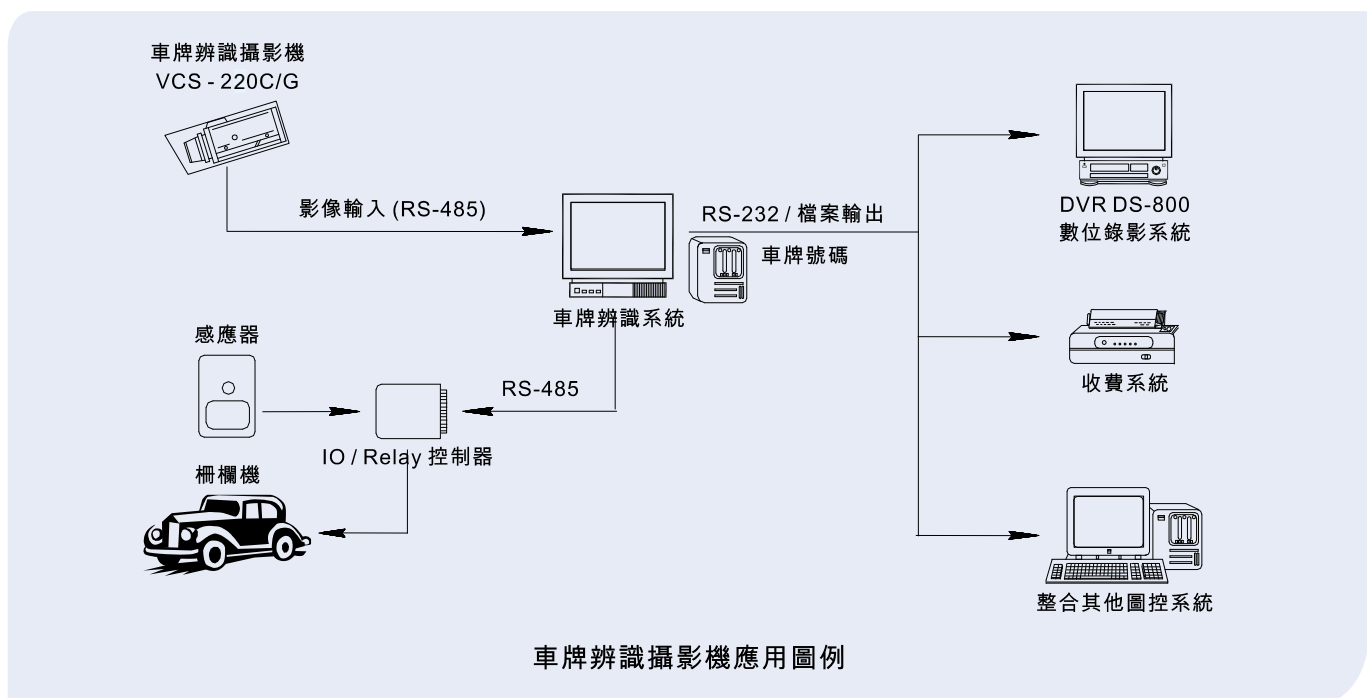 車牌辨識攝影機
VCS - 220C/G
影像輸入 (RS-485)
RS-232 / 檔案輸出
車牌號碼
車牌辨識系統
DVR DS-800
數位錄影系統
感應器
RS-485
收費系統
IO / Relay 控制器
柵欄機
整合其他圖控系統
車牌辨識攝影機應用圖例